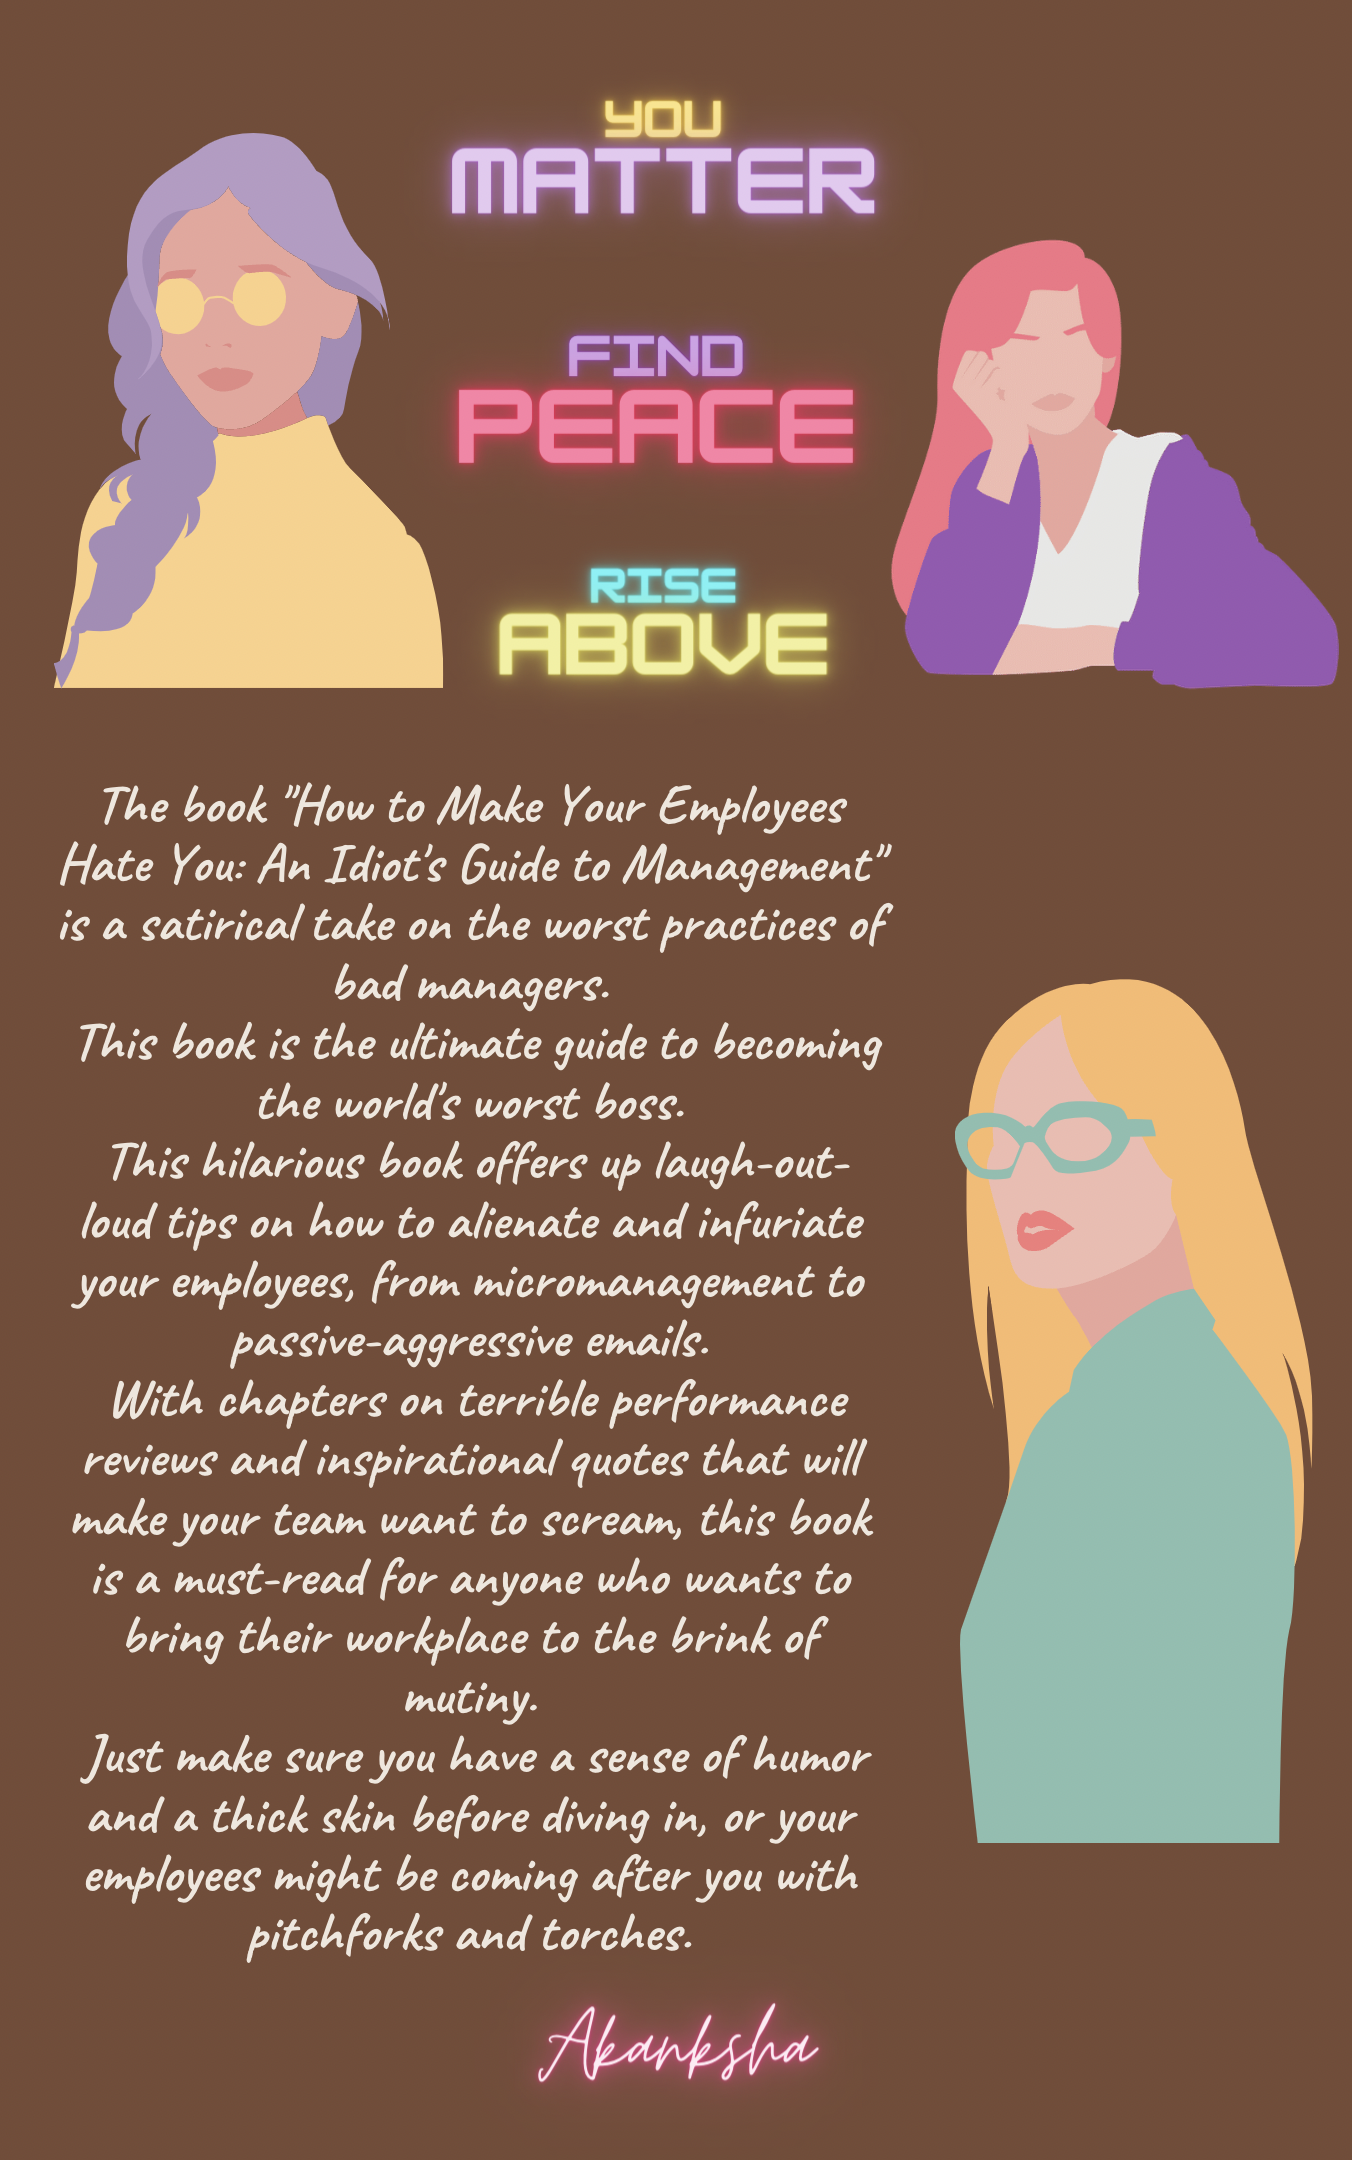 YOU
MATTER
FIND
PEACE
RISE
ABOVE
The book "How to Make Your Employees
Hate You: An Idiot's Guide to Management"
is a satirical take on the worst practices of
bad managers.
This book is the ultimate guide to becoming
the world's worst boss.
This hilarious book offers up laugh-out-
loud tips on how to alienate and infuriate
your employees, from micromanagement to
passive-aggressive emails.
With chapters on terrible performance
reviews and inspirational quotes that will
make your team want to scream, this book
is a must-read for anyone who wants to
bring their workplace to the brink of
mutiny.
Just make sure you have a sense of humor
and a thick skin before diving in, or your
employees might be coming after you with
pitchforks and torches.
Akanksha